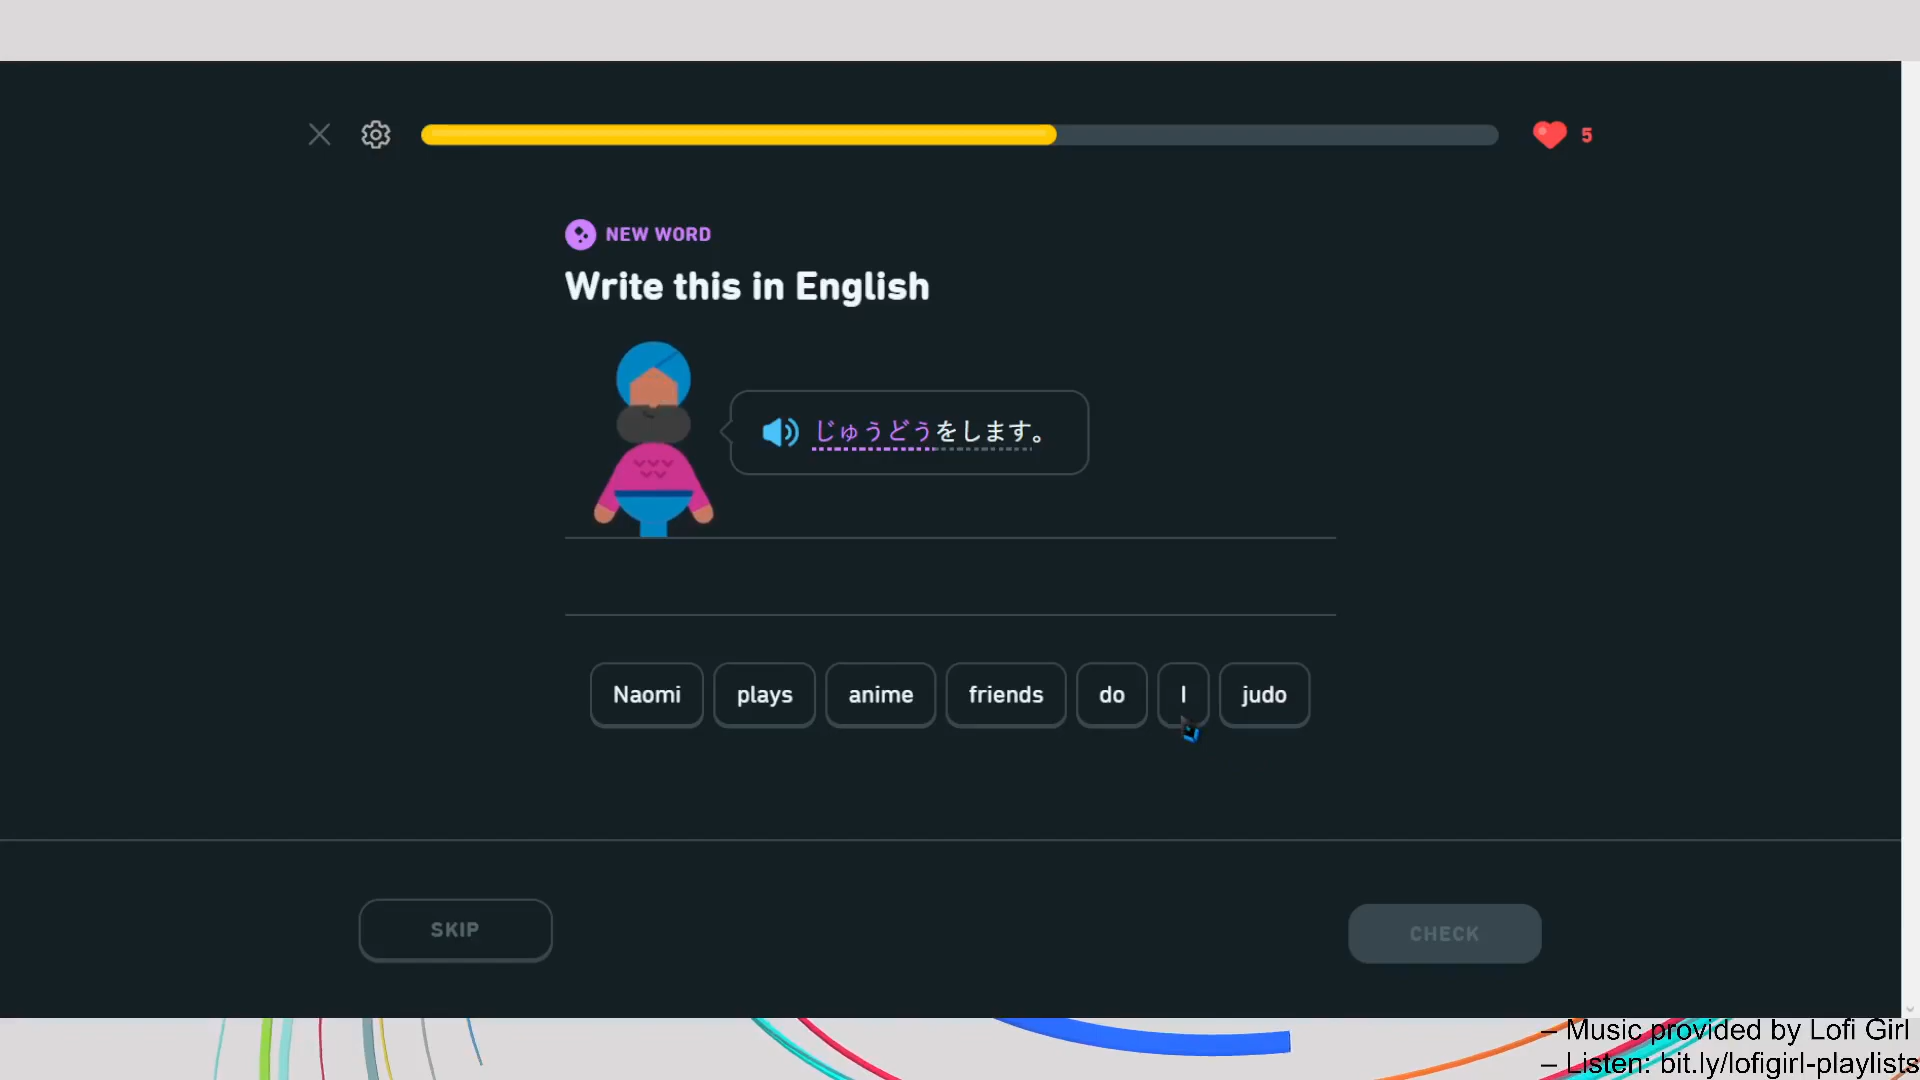 5
NEW WORD
Write this in English
じゅうどうをします。
Naomi plays anime friends do I judo
SKIP CHECK
– Music provided by Lofi Girl
– Listen: bit.ly/lofigirl-playlists